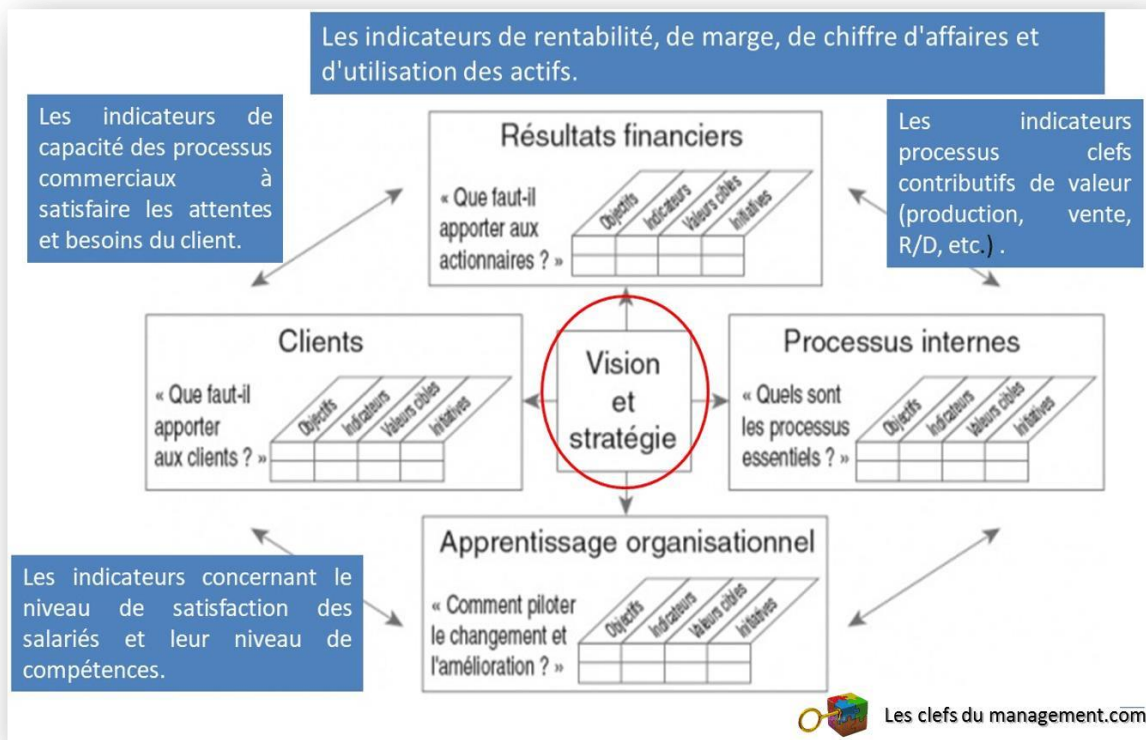 Les indicateurs de rentabilité, de marge, de chiffre d'affaires et
d'utilisation des actifs.
Les indicateurs de
capacité des processus
commerciaux à
satisfaire les attentes
et besoins du client.
Résultats financiers
« Que faut-il
apporter aux
actionnaires ? »
Objectifs
Indicateurs
Valeurs cibles
Initiatives
Les indicateurs
processus clefs
contributifs de valeur
(production, vente,
R/D, etc.) .
Clients
« Que faut-il
apporter
aux clients ? »
Objectifs
Indicateurs
Valeurs cibles
Initiatives
Vision
et
stratégie
Processus internes
« Quels sont
les processus
essentiels ? »
Objectifs
Indicateurs
Valeurs cibles
Initiatives
Apprentissage organisationnel
« Comment piloter
le changement et
l'amélioration ? »
Objectifs
Indicateurs
Valeurs cibles
Initiatives
Les indicateurs concernant le
niveau de satisfaction des
salariés et leur niveau de
compétences.
Les clefs du management.com